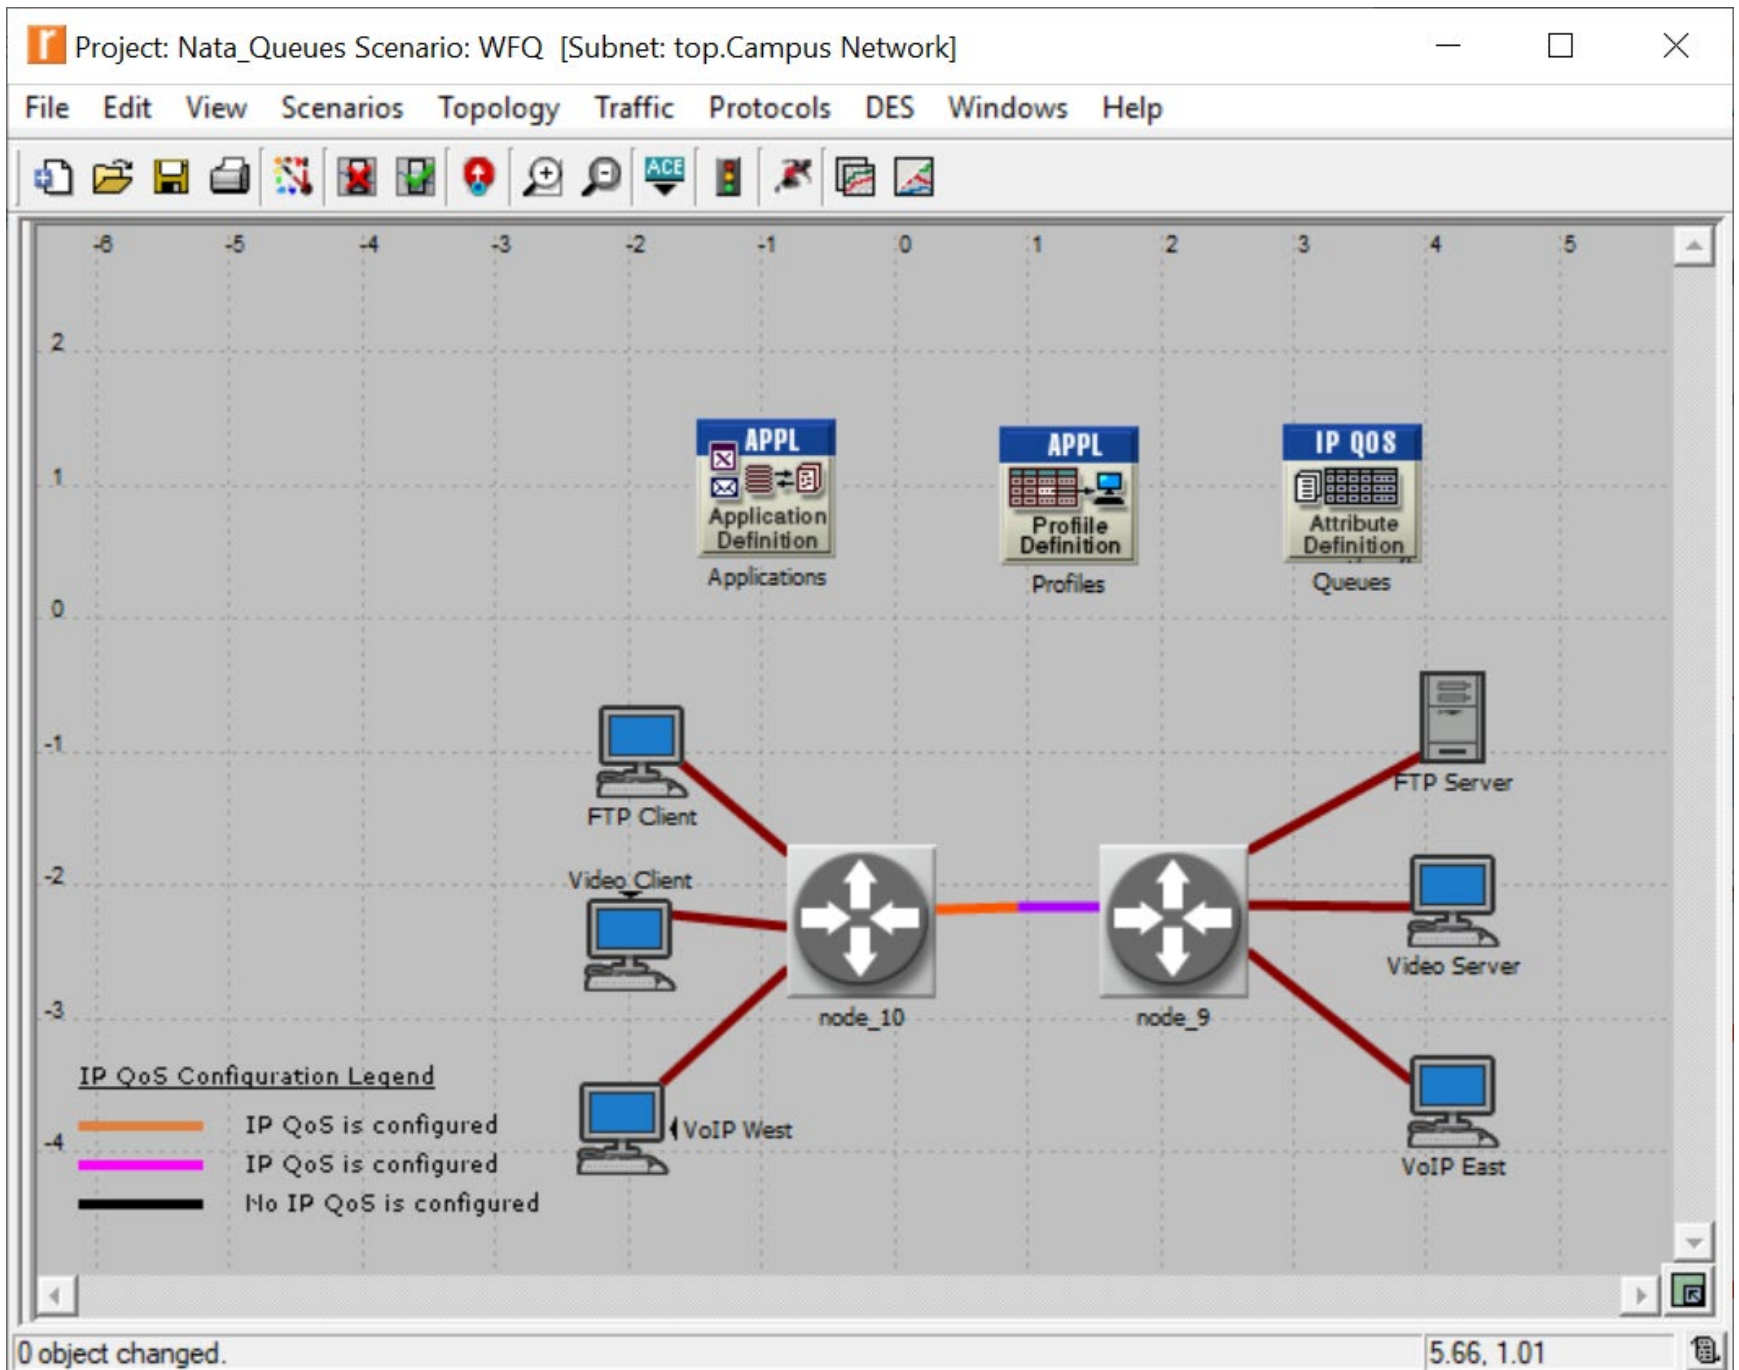 Project: Nata_Queues Scenario: WFQ [Subnet: top.Campus Network]
File Edit View Scenarios Topology Traffic Protocols DES Windows Help
ACE
-6 -5 -4 -3 -2 -1 0 1 2 3 4 5
2
1
0
-1
-2
-3
-4
APPL
Application
Definition
Applications
APPL
Profiile
Definition
Profiles
IP QOS
Attribute
Definition
Queues
FTP Client
Video Client
VoIP West
node_10
node_9
FTP Server
Video Server
VoIP East
IP QoS Configuration Legend
IP QoS is configured
IP QoS is configured
No IP QoS is configured
0 object changed.
5.66, 1.01